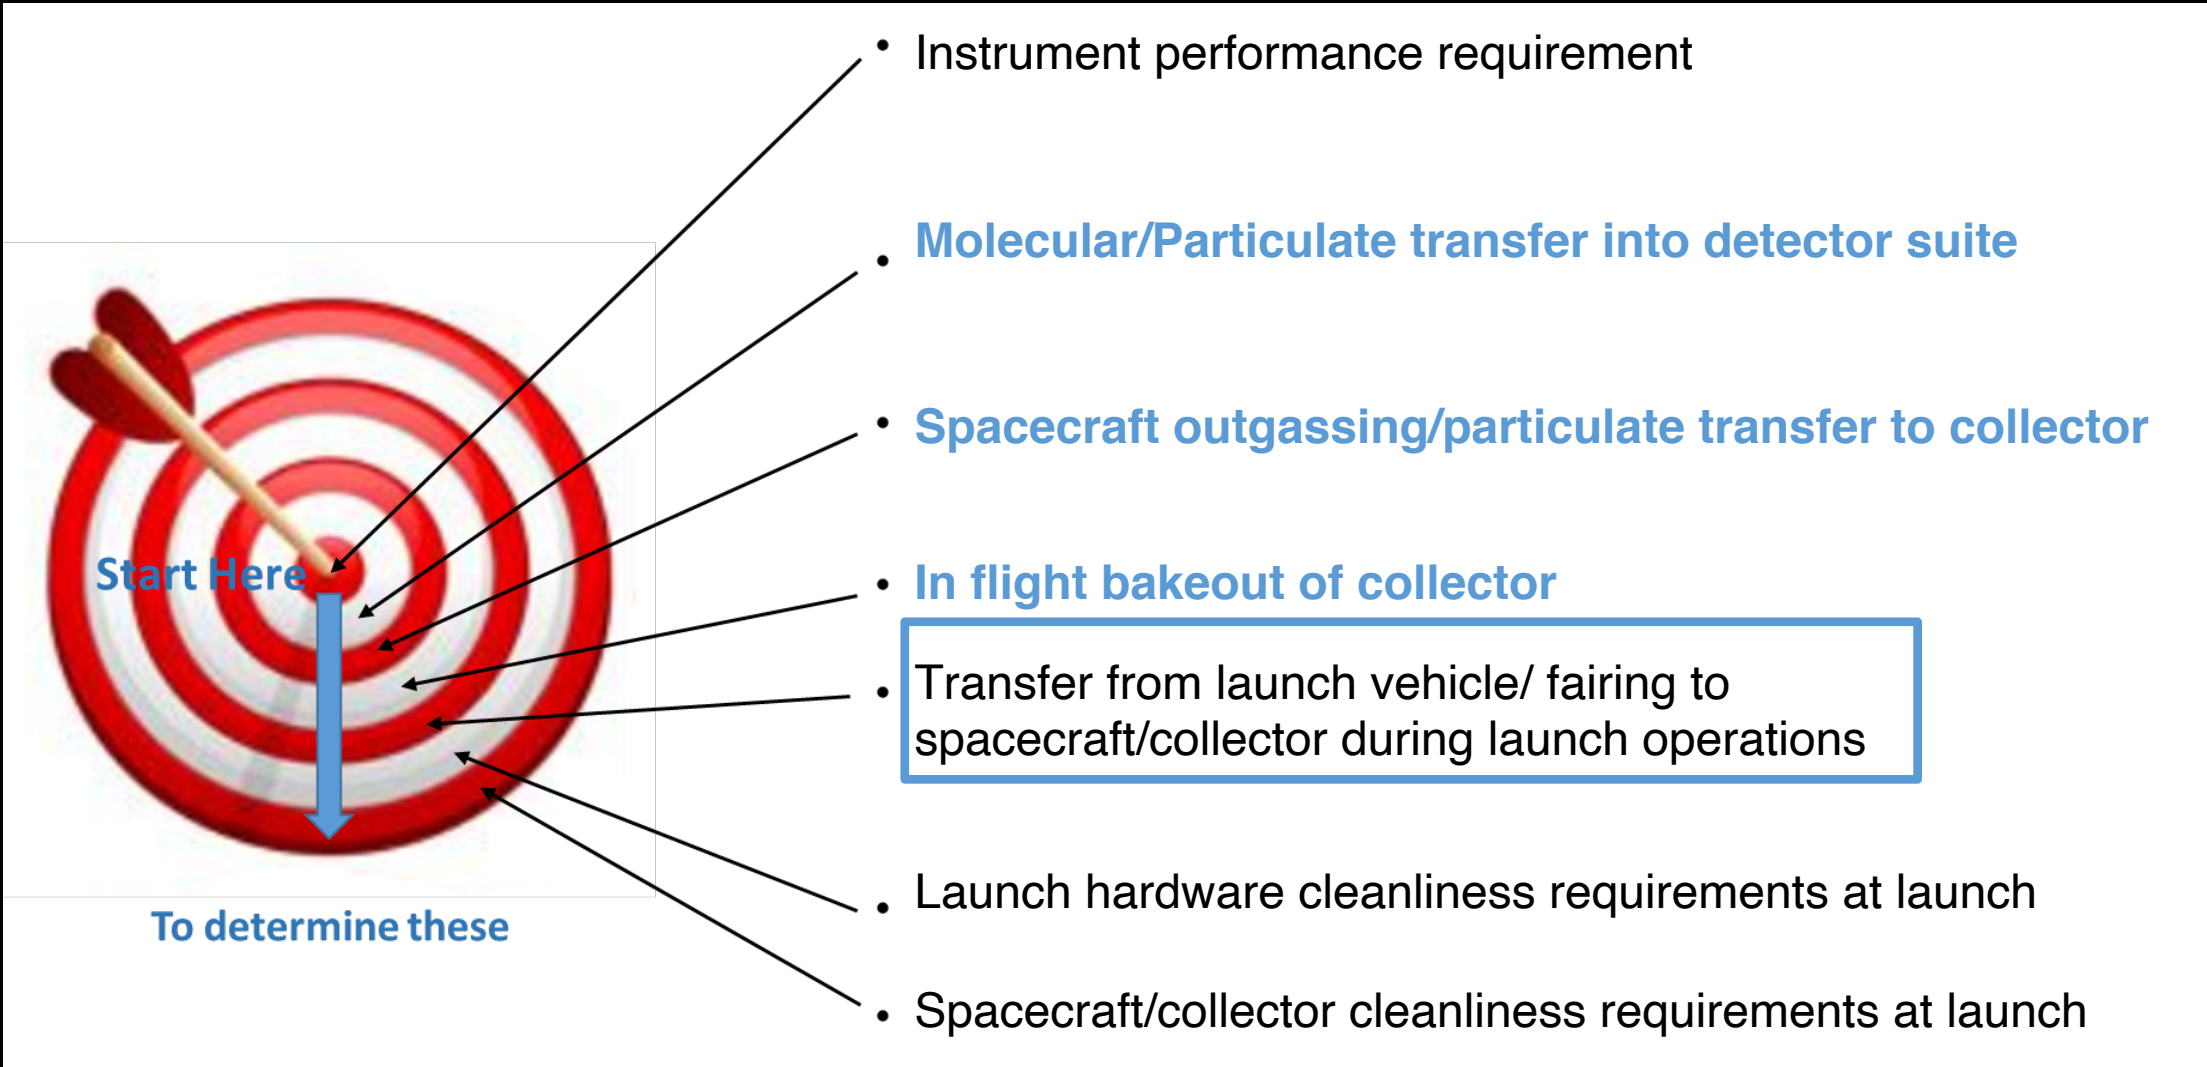 • Instrument performance requirement
• Molecular/Particulate transfer into detector suite
• Spacecraft outgassing/particulate transfer to collector
Start Here
• In flight bakeout of collector
• Transfer from launch vehicle/ fairing to
spacecraft/collector during launch operations
• Launch hardware cleanliness requirements at launch
To determine these
• Spacecraft/collector cleanliness requirements at launch